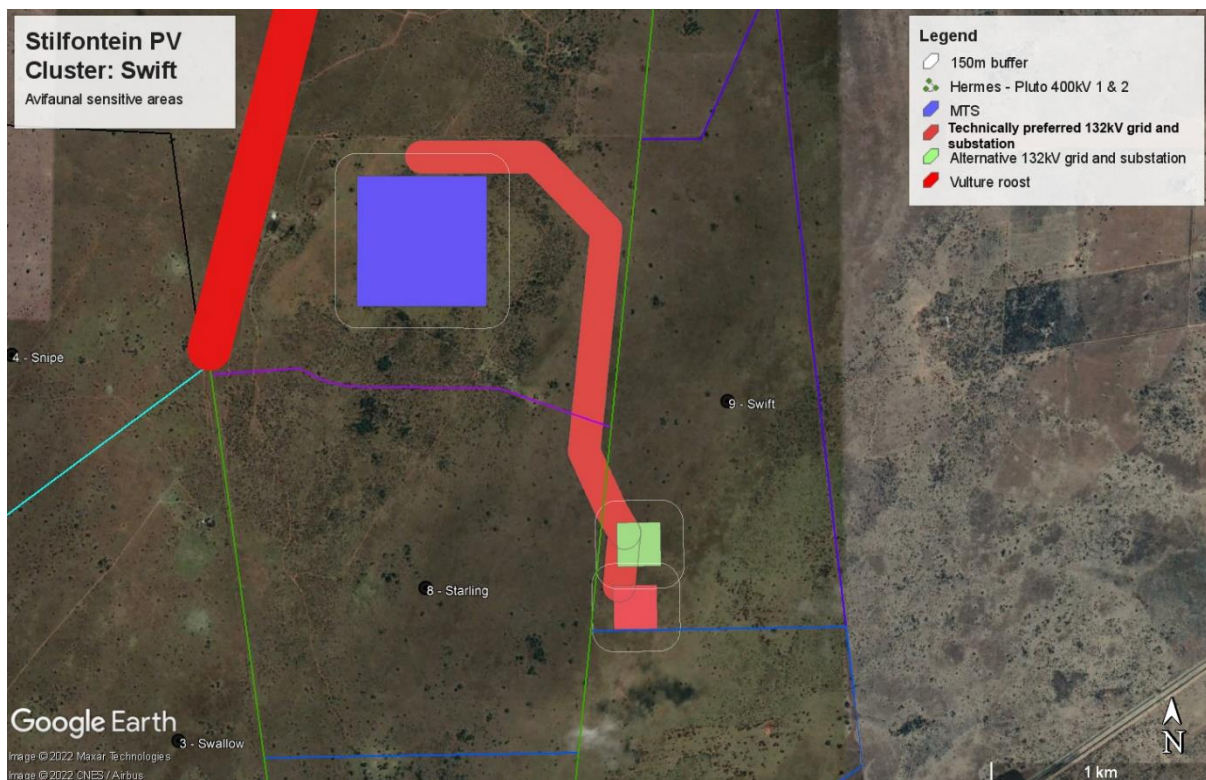 Stilfontein PV
Cluster: Swift
Avifaunal sensitive areas
Legend
150m buffer
Hermes - Pluto 400kV 1 & 2
MTS
Technically preferred 132kV grid and
substation
Alternative 132kV grid and substation
Vulture roost
4 - Snipe
9 - Swift
8 - Starling
3 - Swallow
Google Earth
Image © 2022 Maxar Technologies
Image © 2022 CNES / Airbus
N
1 km